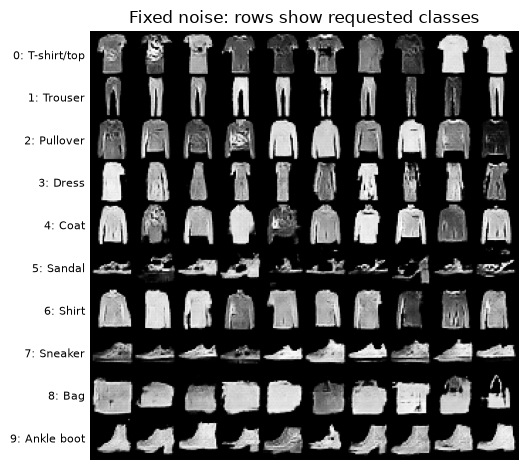 Fixed noise: rows show requested classes
0: T-shirt/top
1: Trouser
2: Pullover
3: Dress
4: Coat
5: Sandal
6: Shirt
7: Sneaker
8: Bag
9: Ankle boot